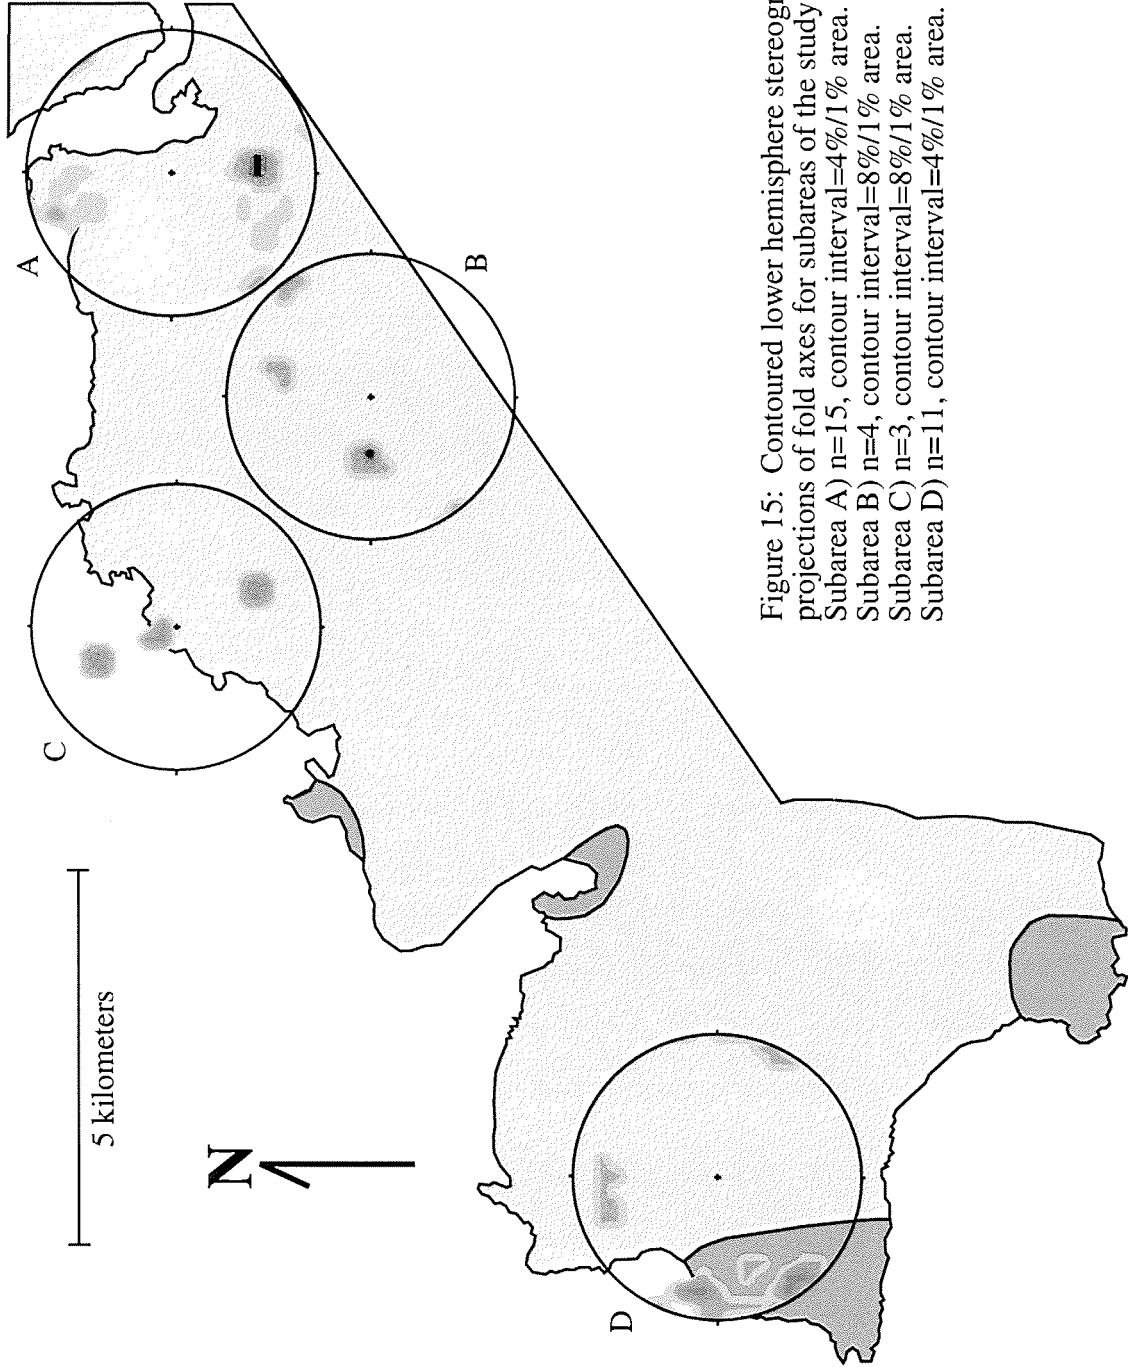 A
B
C
D
5 kilometers
N
Figure 15: Contoured lower hemisphere
projections of fold axes for subareas of the study
Subarea A) n=15, contour interval=4%/1% area.
Subarea B) n=4, contour interval=8%/1% area.
Subarea C) n=3, contour interval=8%/1% area.
Subarea D) n=11, contour interval=4%/1% area.